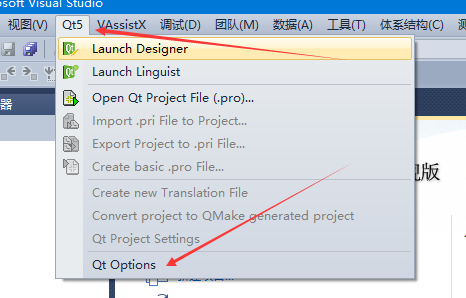 osoft Visual Studio
视图(V) Qt5 VAssistX 调试(D) 团队(M) 数据(A) 工具(T) 体系结构(C) 测
Launch Designer
Launch Linguist
器
Open Qt Project File (.pro)...
Import .pri File to Project...
Export Project to .pri File...
Create basic .pro File...
版
Create new Translation File
Convert project to QMake generated project
Qt Project Settings
Qt Options